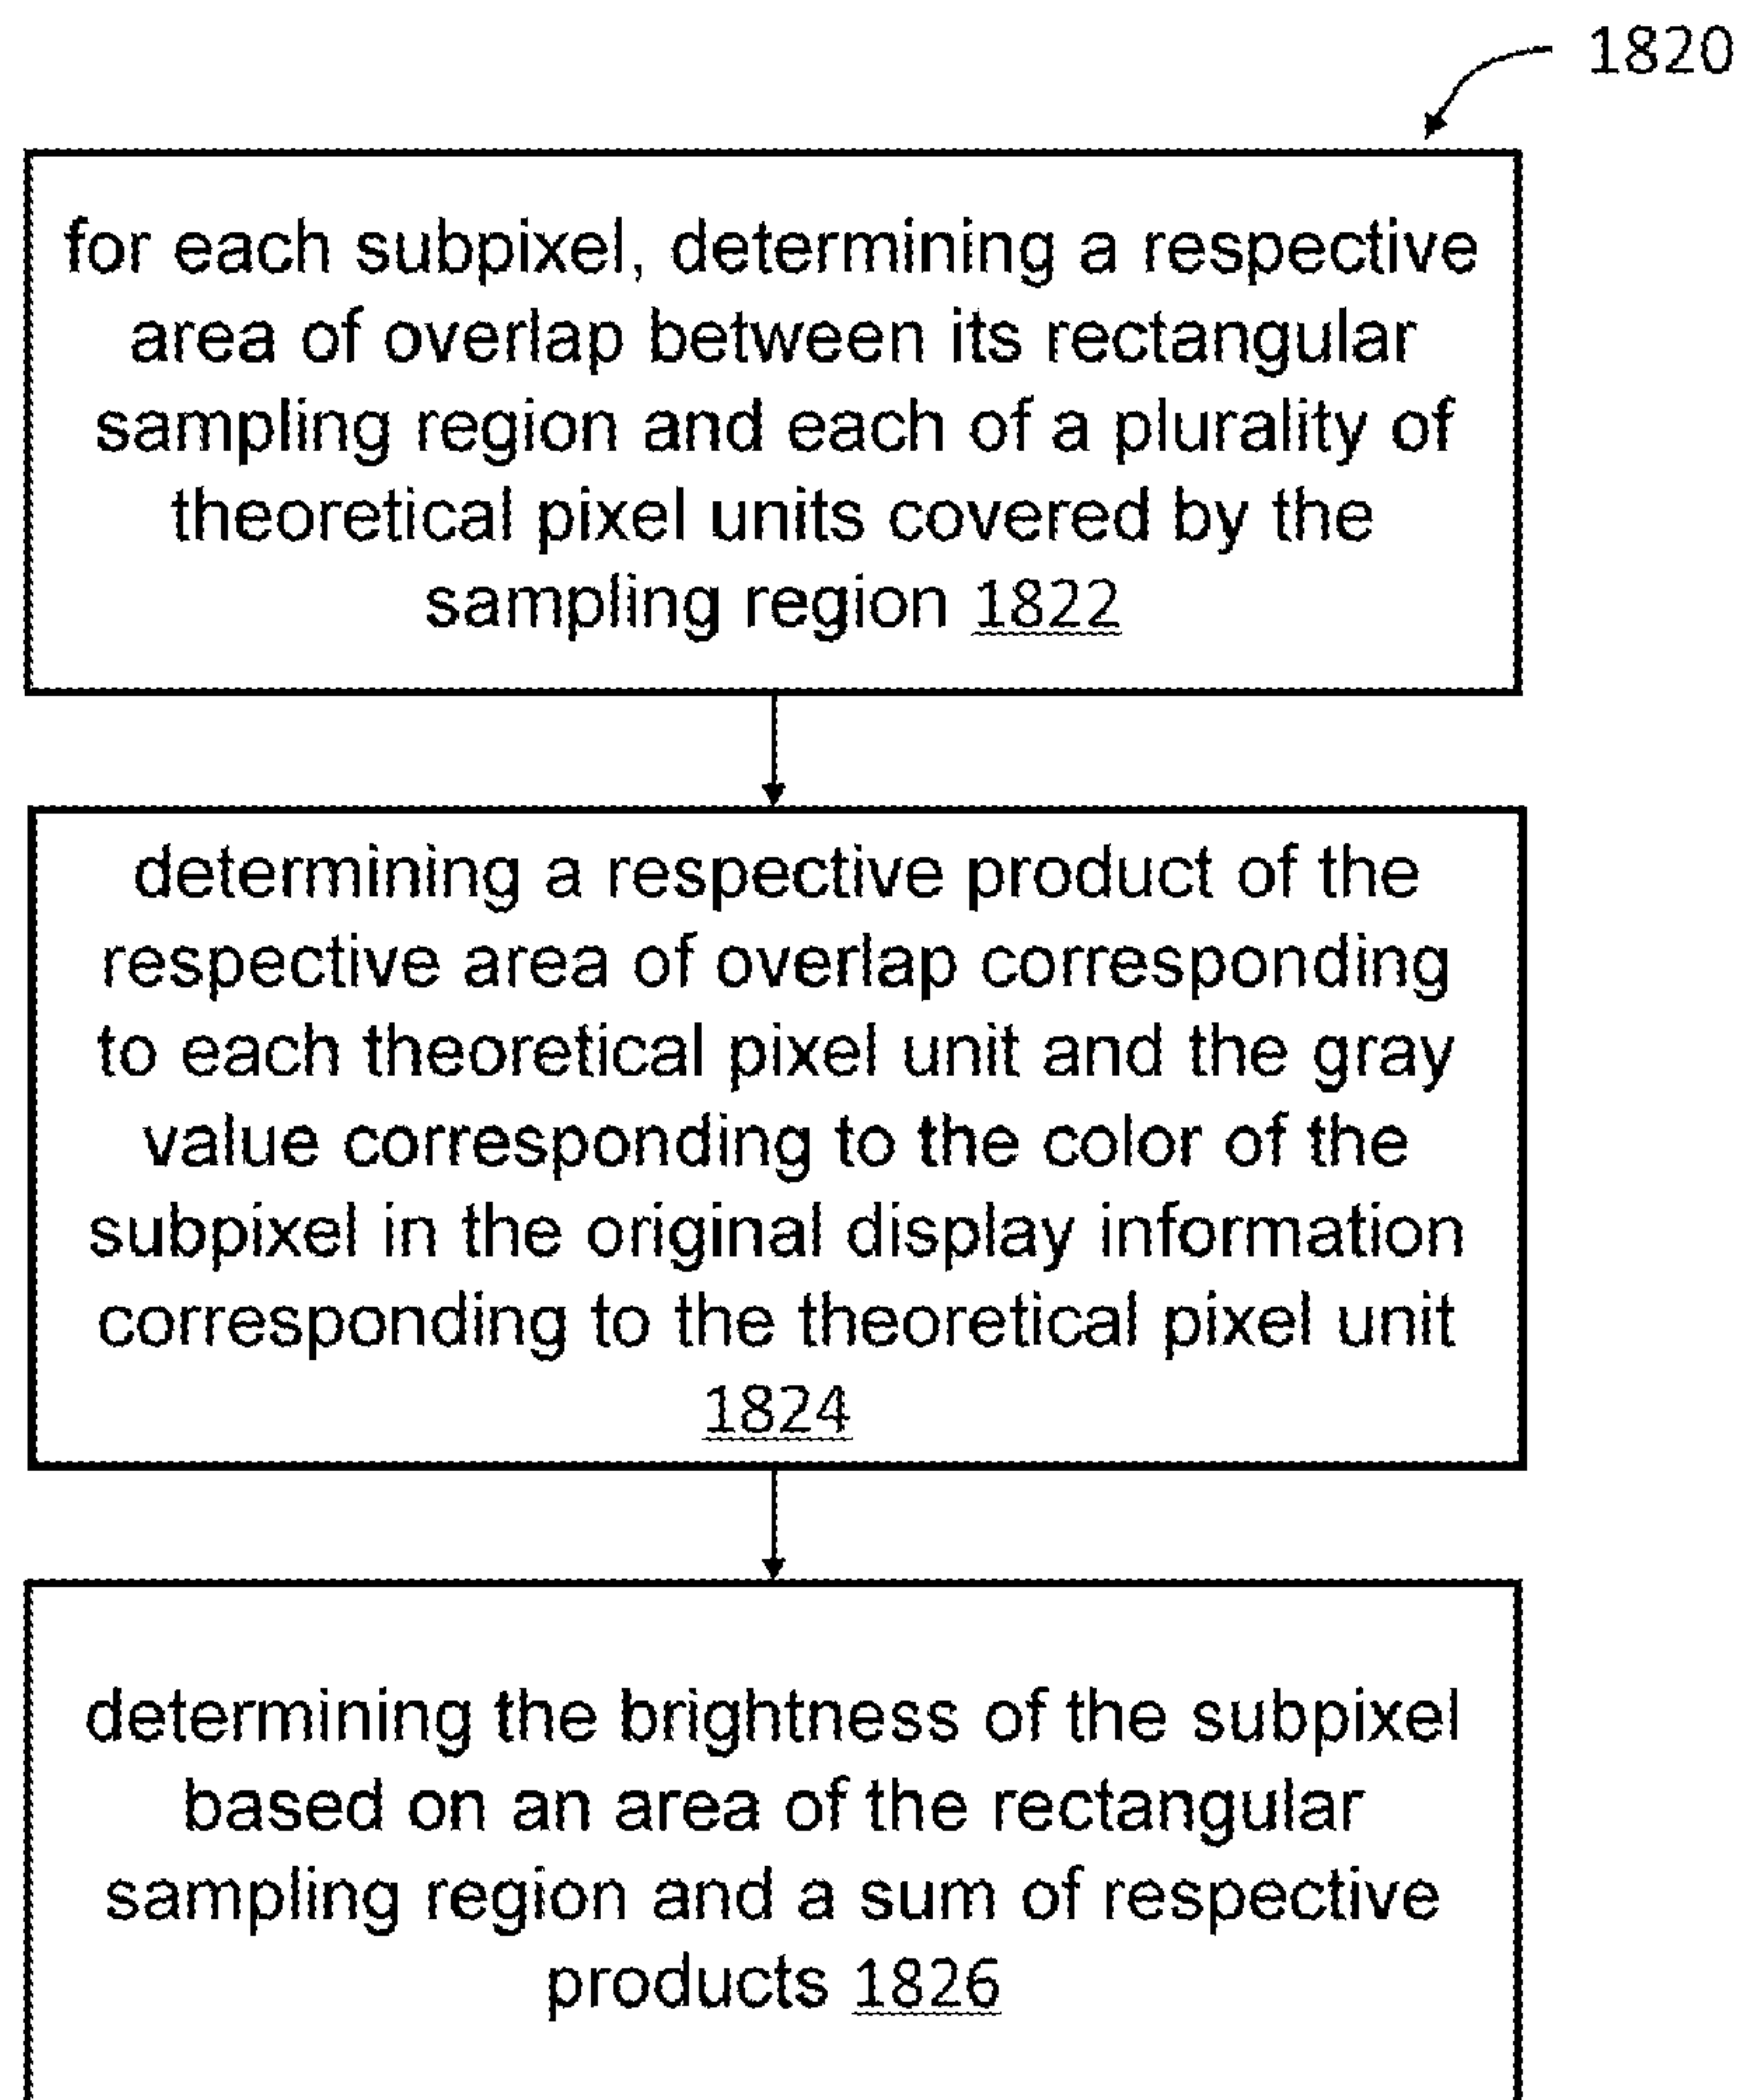 1820
for each subpixel, determining a respective
area of overlap between its rectangular
sampling region and each of a plurality of
theoretical pixel units covered by the
sampling region 1822
determining a respective product of the
respective area of overlap corresponding
to each theoretical pixel unit and the gray
value corresponding to the color of the
subpixel in the original display information
corresponding to the theoretical pixel unit
1824
determining the brightness of the subpixel
based on an area of the rectangular
sampling region and a sum of respective
products 1826